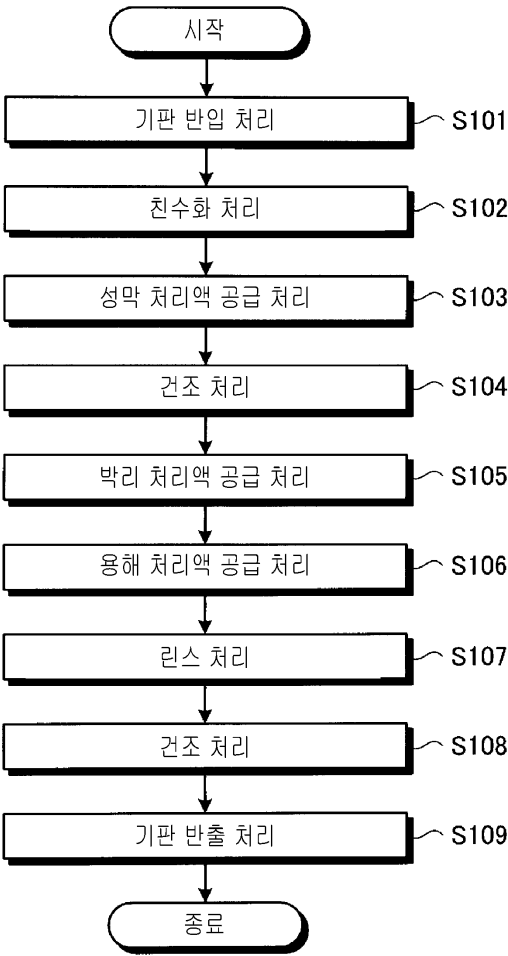 시작
기판 반입 처리 S101
친수화 처리 S102
성막 처리액 공급 처리 S103
건조 처리 S104
박리 처리액 공급 처리 S105
용해 처리액 공급 처리 S106
린스 처리 S107
건조 처리 S108
기판 반출 처리 S109
종료